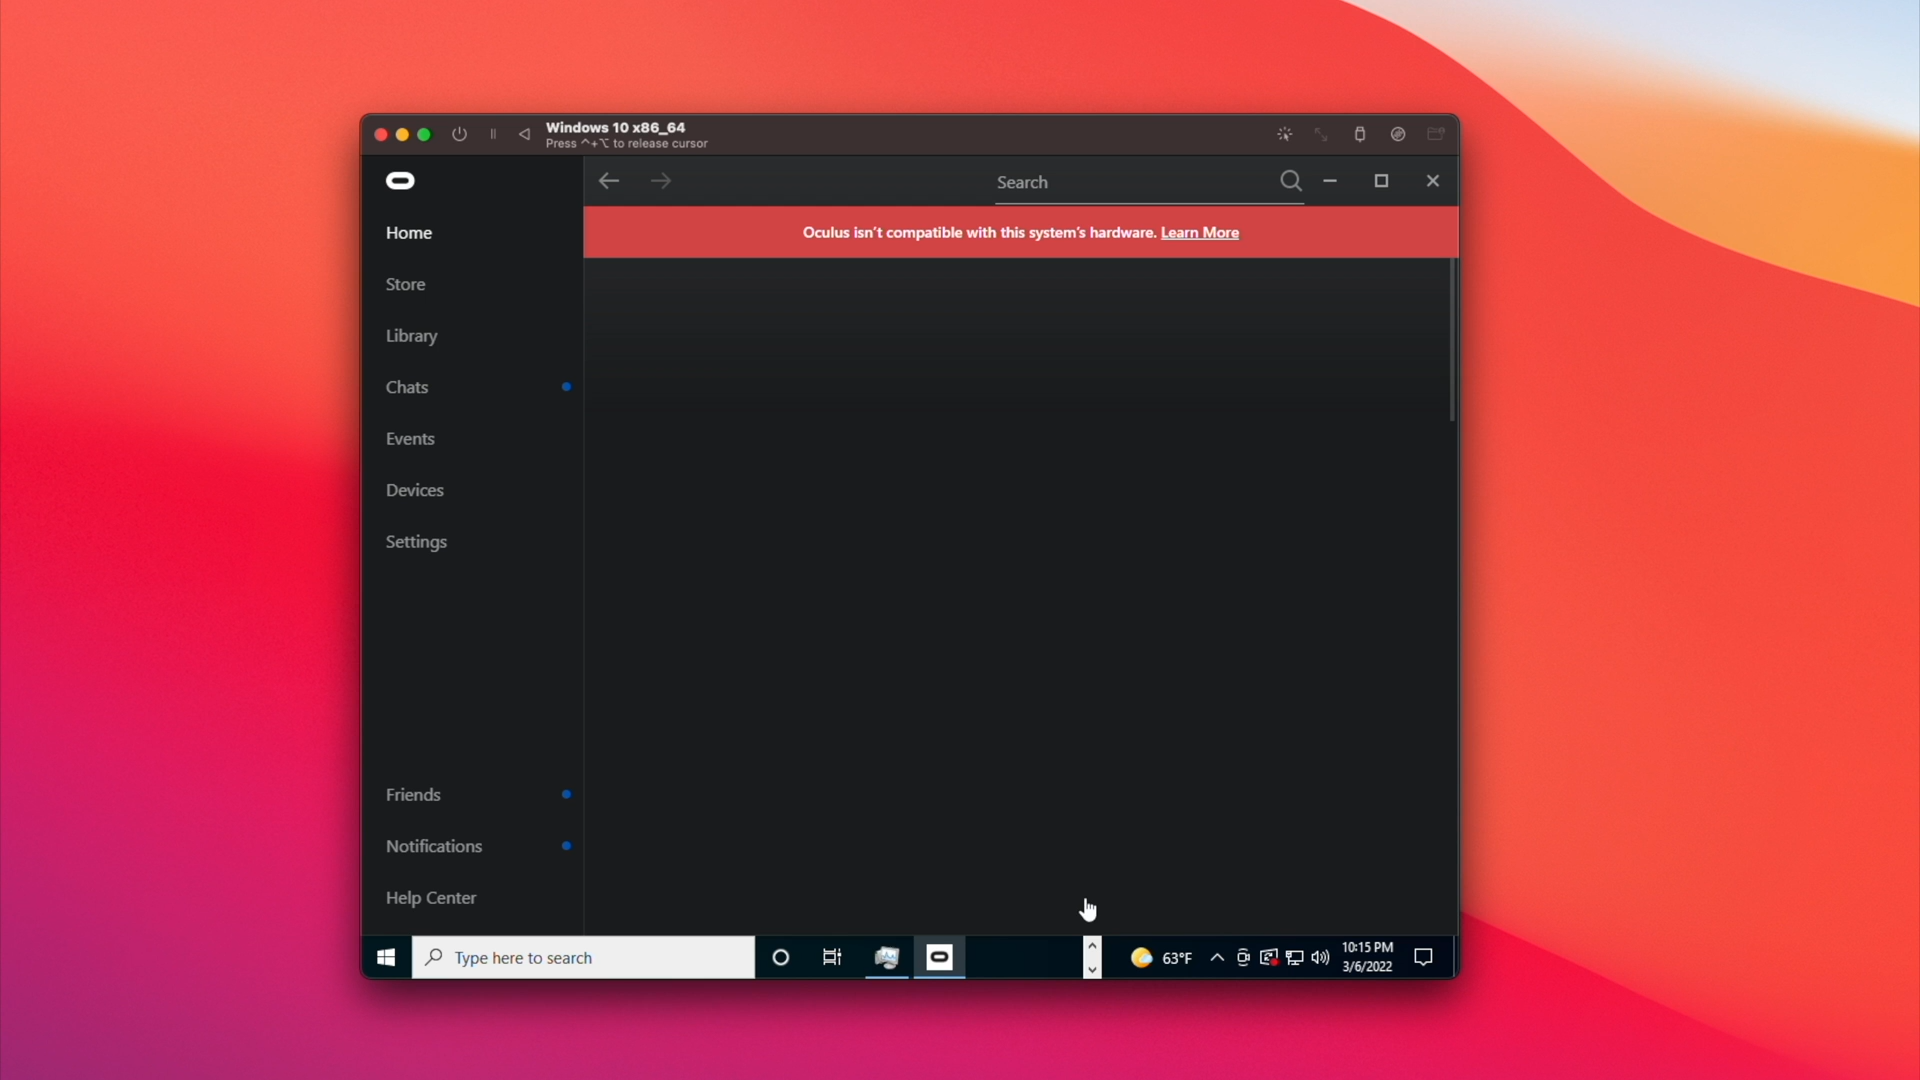 Windows 10 x86_64
Press ^+⌥ to release cursor
Search
Home
Oculus isn't compatible with this system's hardware. Learn More
Store
Library
Chats
Events
Devices
Settings
Friends
Notifications
Help Center
Type here to search
63°F
10:15 PM
3/6/2022